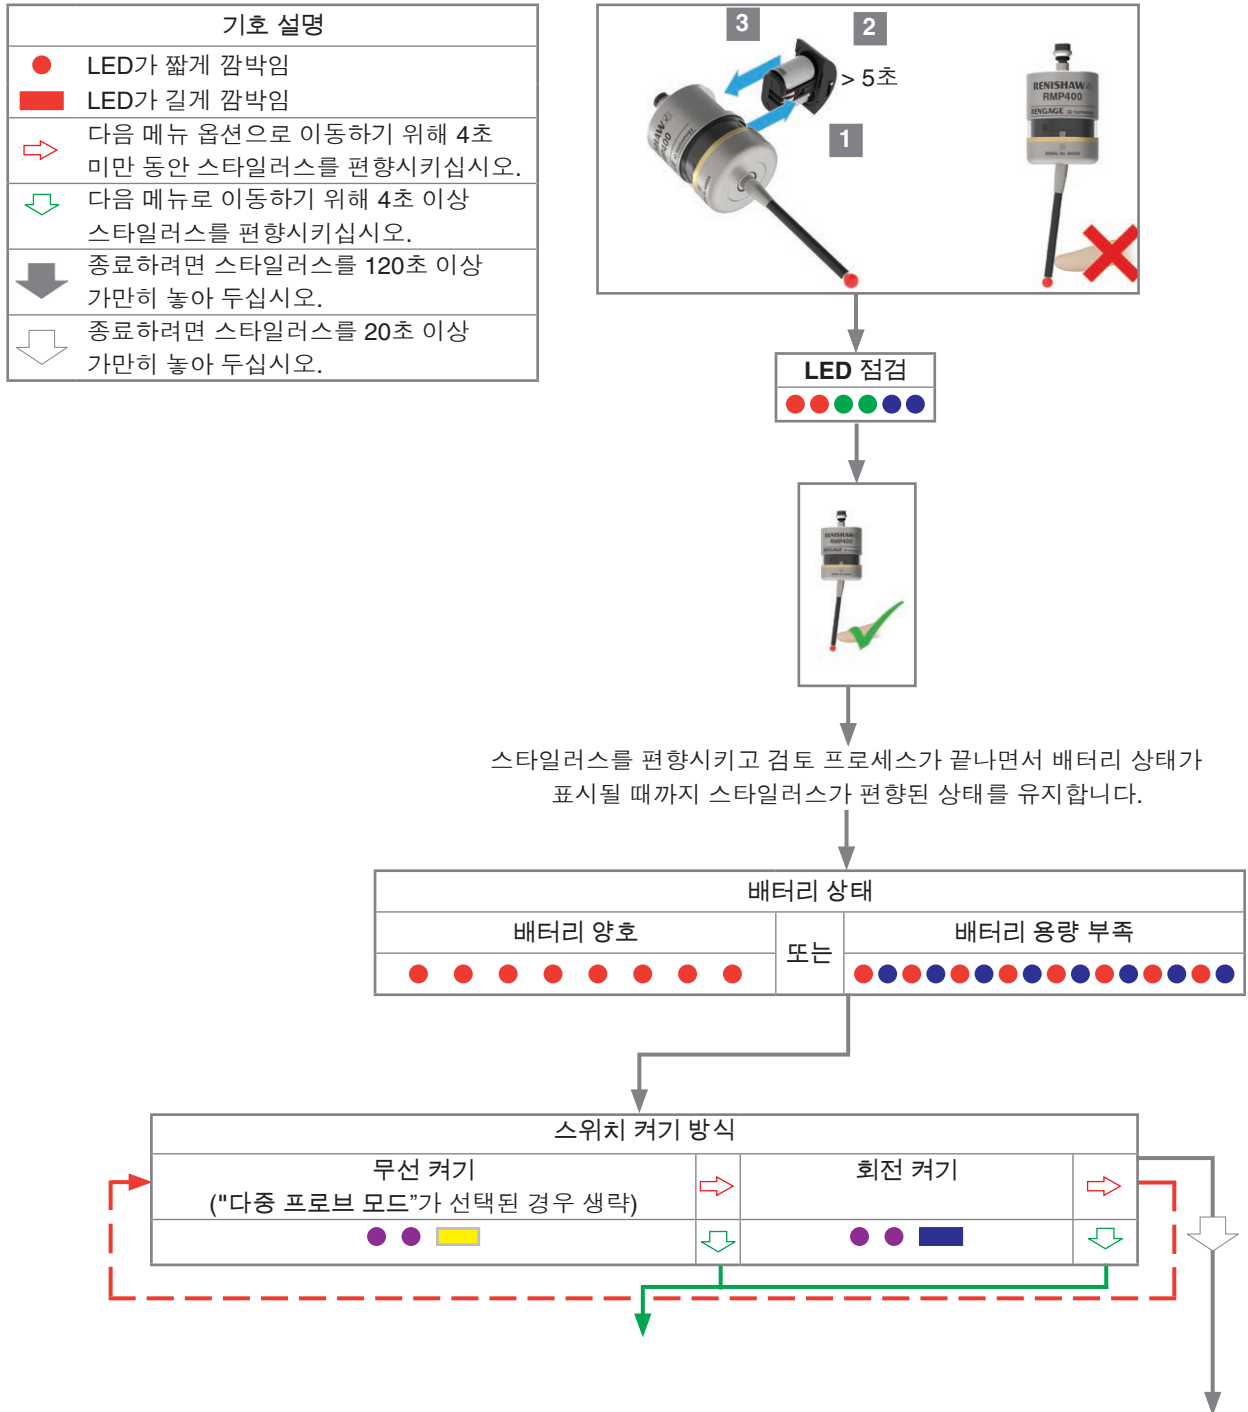 기호 설명
LED가 짧게 깜박임
LED가 길게 깜박임
다음 메뉴 옵션으로 이동하기 위해 4초
미만 동안 스타일러스를 편향시키십시오.
다음 메뉴로 이동하기 위해 4초 이상
스타일러스를 편향시키십시오.
종료하려면 스타일러스를 120초 이상
가만히 놓아 두십시오.
종료하려면 스타일러스를 20초 이상
가만히 놓아 두십시오.
3
2
> 5초
1
RENISHAW
RMP400
RENGAGE
LED 점검
RENISHAW
RMP400
RENGAGE
스타일러스를 편향시키고 검토 프로세스가 끝나면서 배터리 상태가
표시될 때까지 스타일러스가 편향된 상태를 유지합니다.
배터리 상태
배터리 양호
또는
배터리 용량 부족
스위치 켜기 방식
무선 켜기
("다중 프로브 모드”가 선택된 경우 생략)
회전 켜기